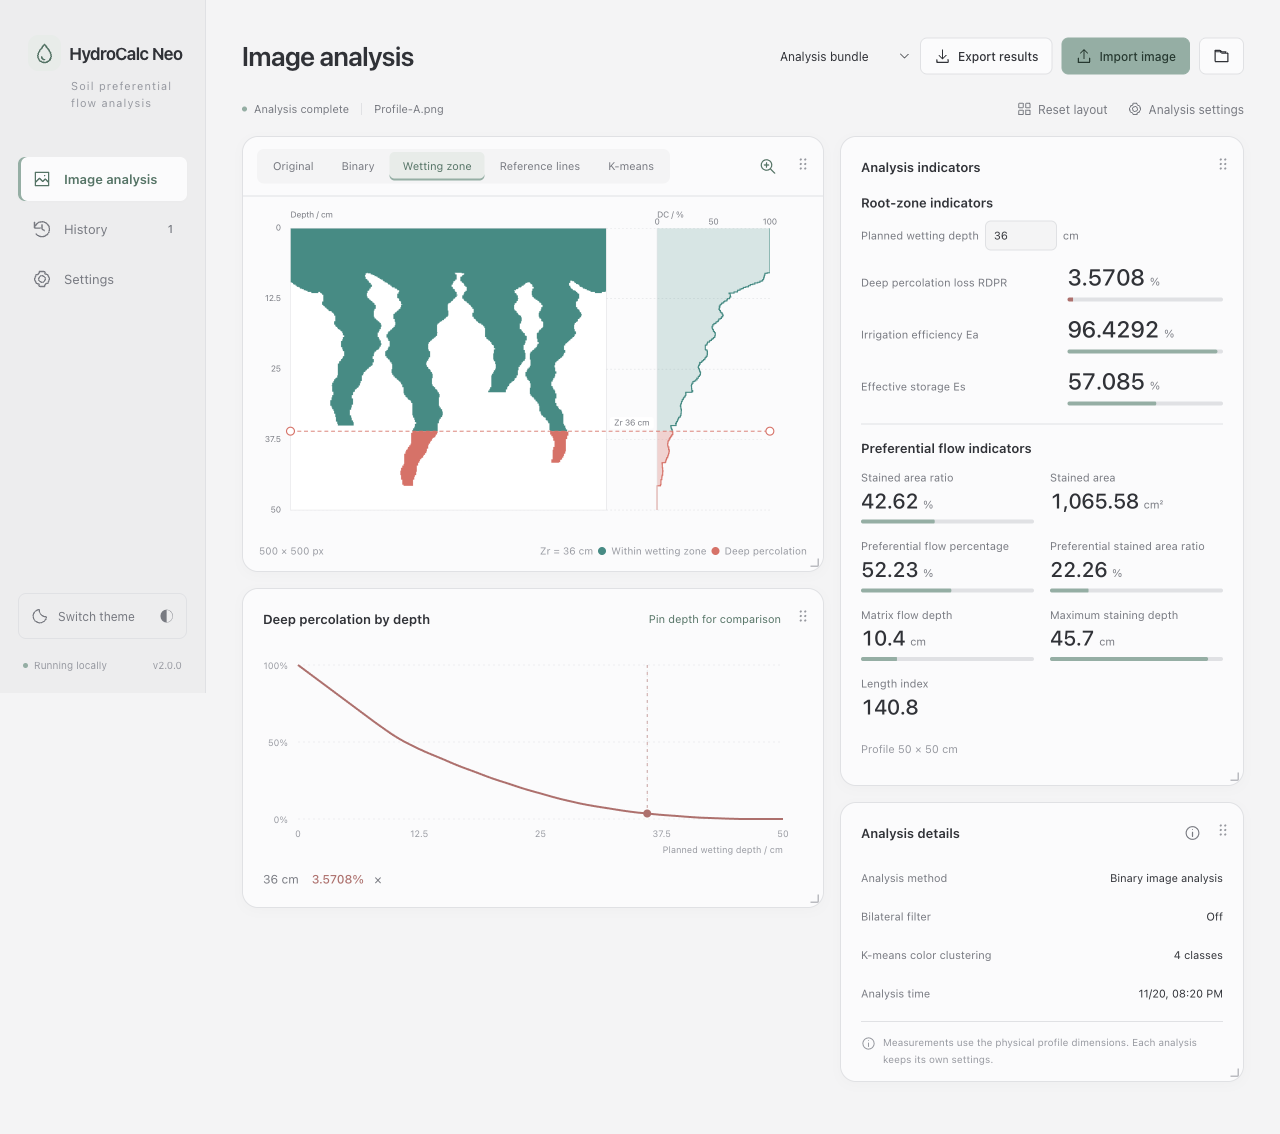 HydroCalc Neo
Soil preferential
flow analysis
Image analysis
History 1
Settings
Switch theme
Running locally v2.0.0
Image analysis
Analysis bundle
Export results
Import image
Analysis complete
Profile-A.png
Reset layout
Analysis settings
Original Binary Wetting zone Reference lines K-means
Depth / cm
DC / %
0 50 100
0
12.5
25
37.5
50
Zr 36 cm
500 × 500 px
Zr = 36 cm Within wetting zone Deep percolation
Deep percolation by depth
Pin depth for comparison
100%
50%
0%
0 12.5 25 37.5 50
Planned wetting depth / cm
36 cm 3.5708% ×
Analysis indicators
Root-zone indicators
Planned wetting depth 36 cm
Deep percolation loss RDPR 3.5708 %
Irrigation efficiency Ea 96.4292 %
Effective storage Es 57.085 %
Preferential flow indicators
Stained area ratio
42.62 %
Stained area
1,065.58 cm²
Preferential flow percentage
52.23 %
Preferential stained area ratio
22.26 %
Matrix flow depth
10.4 cm
Maximum staining depth
45.7 cm
Length index
140.8
Profile 50 × 50 cm
Analysis details
Analysis method Binary image analysis
Bilateral filter Off
K-means color clustering 4 classes
Analysis time 11/20, 08:20 PM
Measurements use the physical profile dimensions. Each analysis
keeps its own settings.